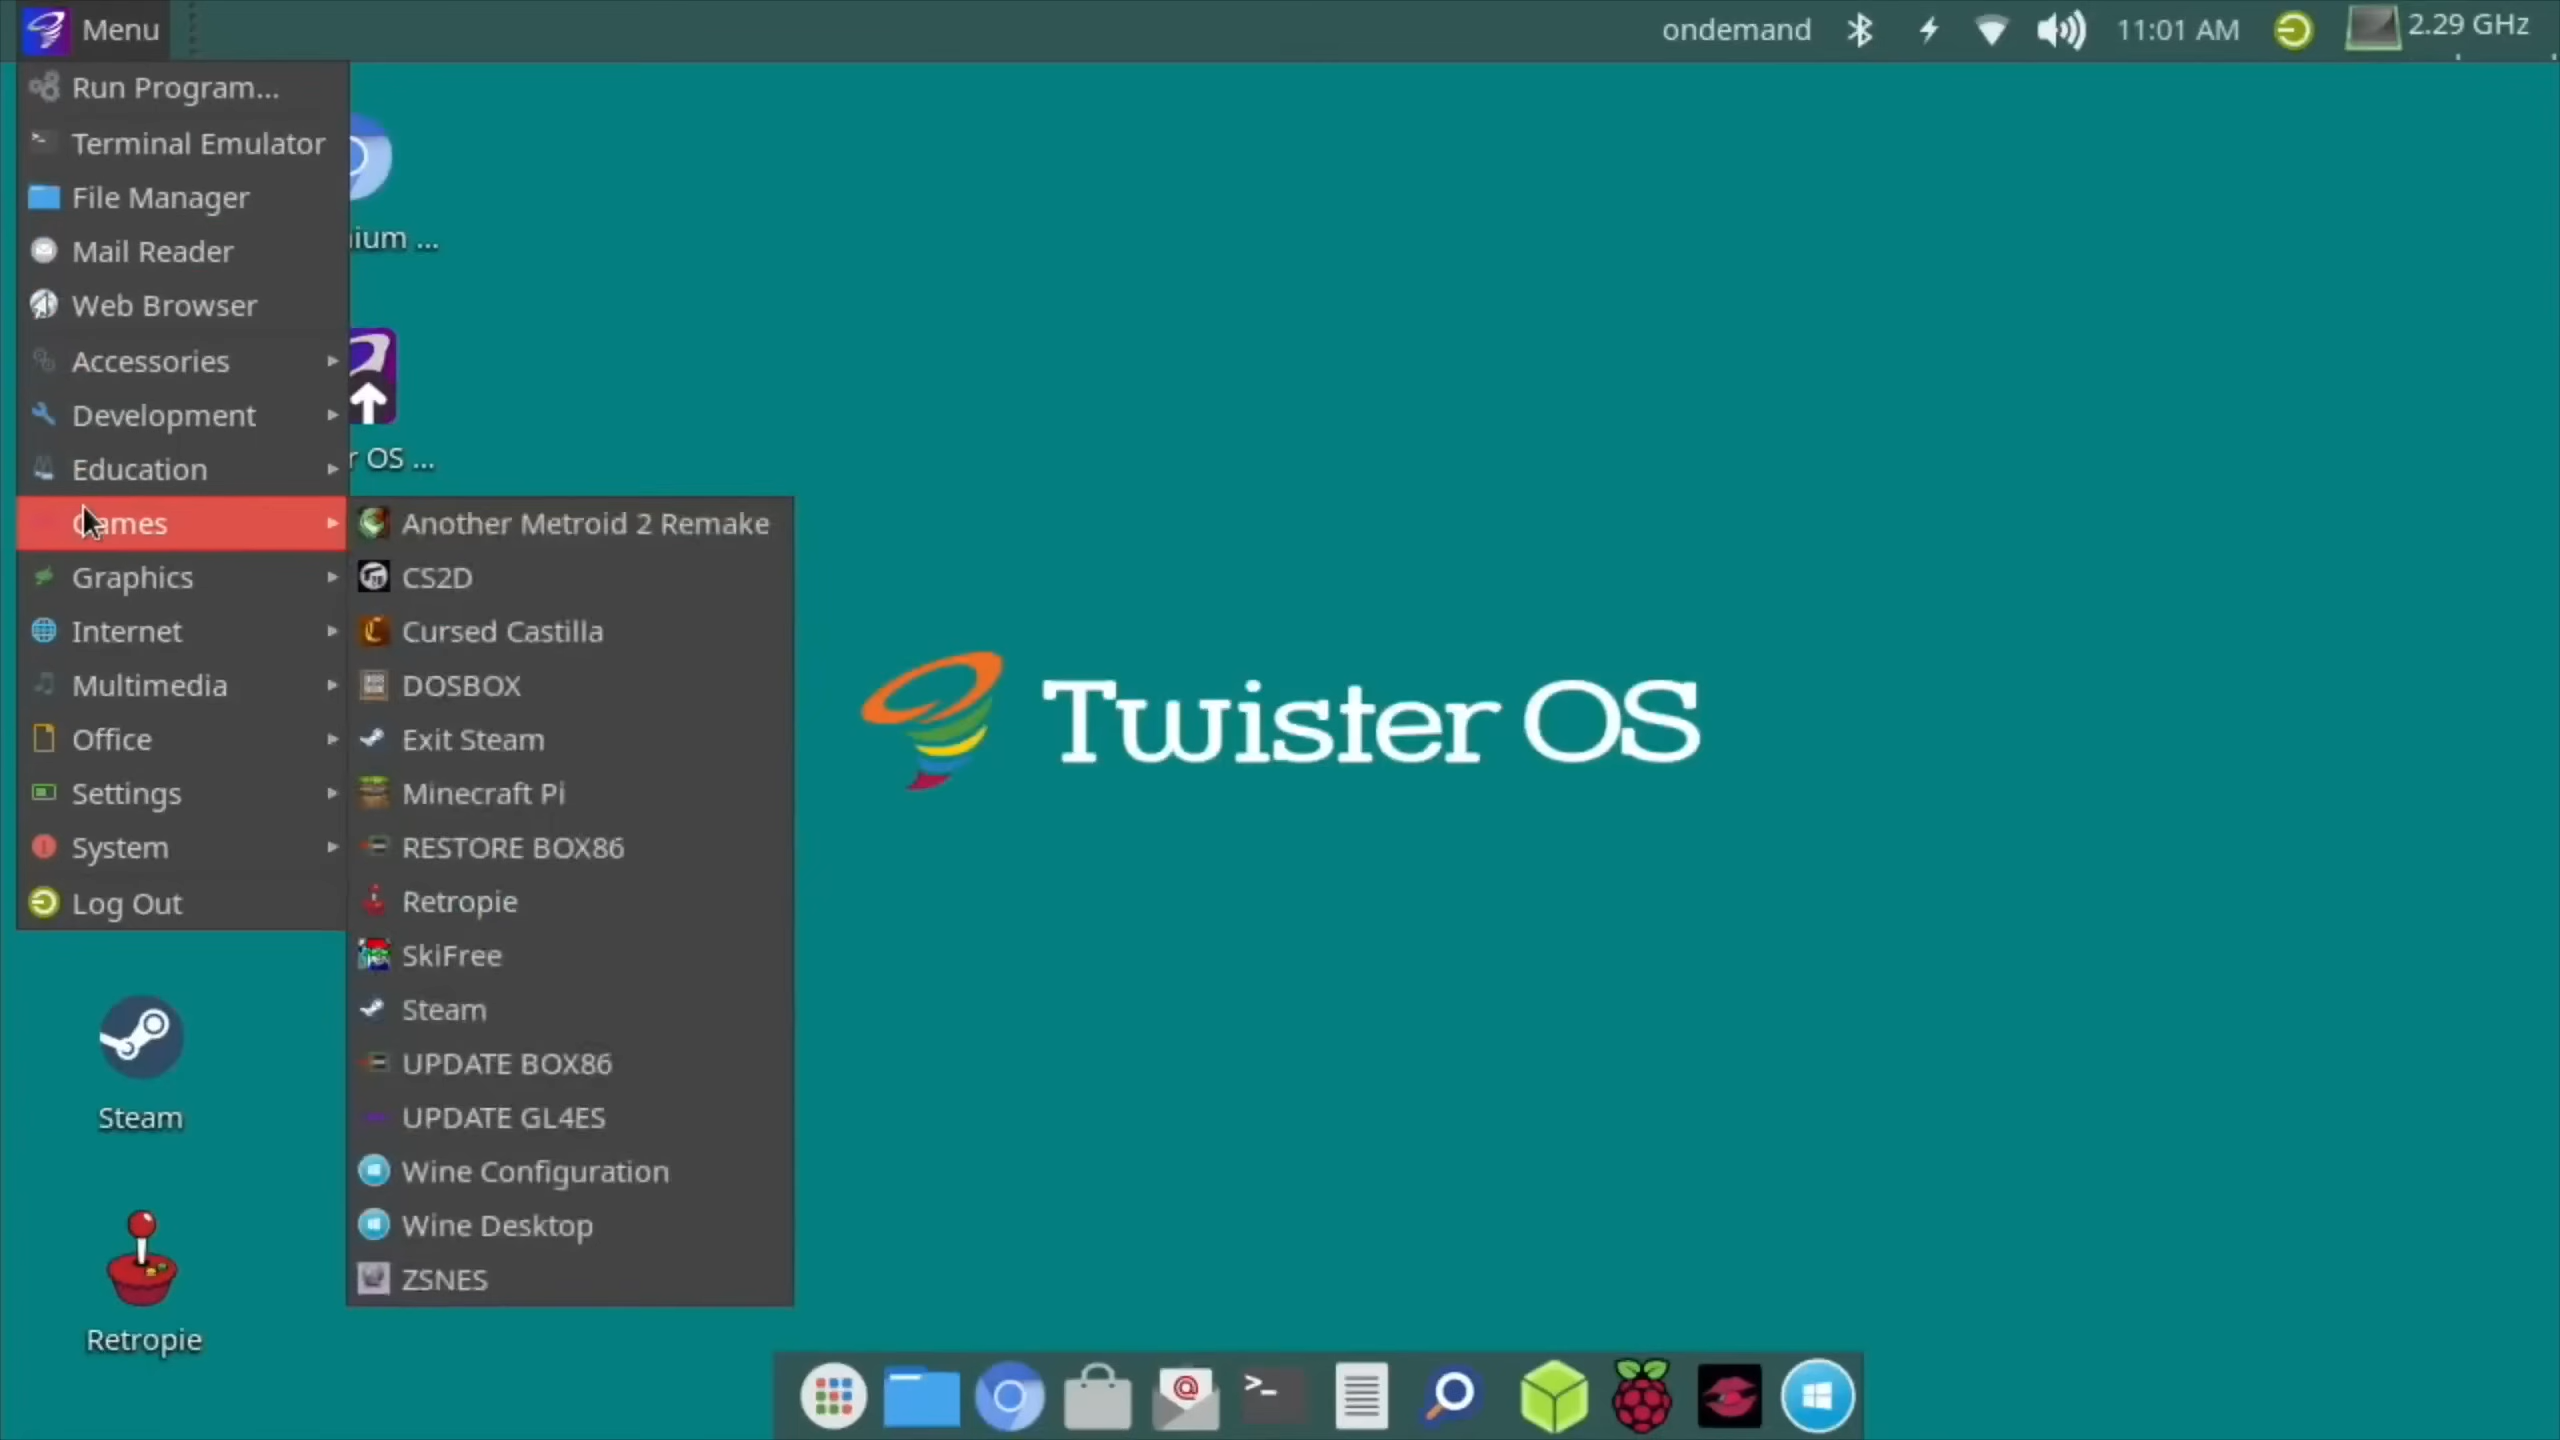 Menu
ondemand
11:01 AM
2.29 GHz
Run Program...
Terminal Emulator
File Manager
Mail Reader
Web Browser
Accessories
Development
Education
Games
Graphics
Internet
Multimedia
Office
Settings
System
Log Out
ium ...
r OS ...
Another Metroid 2 Remake
CS2D
Cursed Castilla
DOSBOX
Exit Steam
Minecraft Pi
RESTORE BOX86
Retropie
SkiFree
Steam
UPDATE BOX86
UPDATE GL4ES
Wine Configuration
Wine Desktop
ZSNES
Twister OS
Steam
Retropie